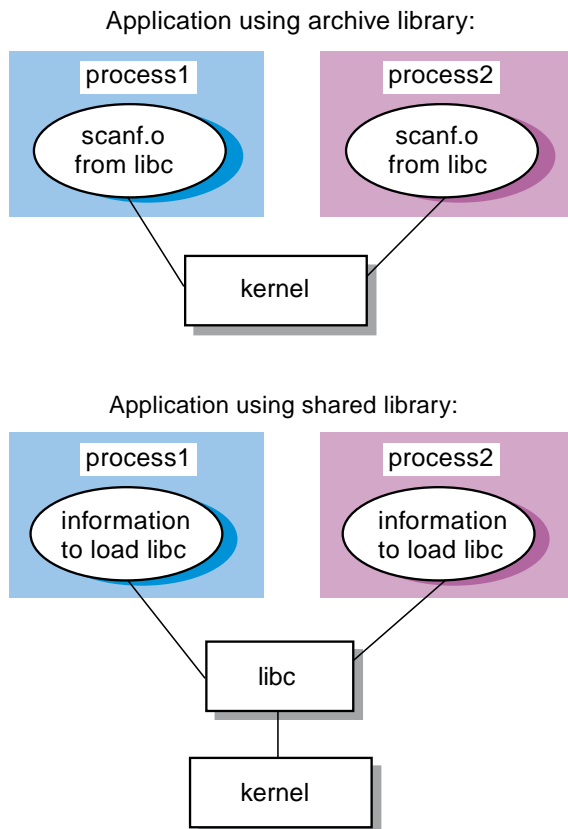 Application using archive library:
process1
process2
scanf.o
from libc
scanf.o
from libc
kernel
Application using shared library:
process1
process2
information
to load libc
information
to load libc
libc
kernel